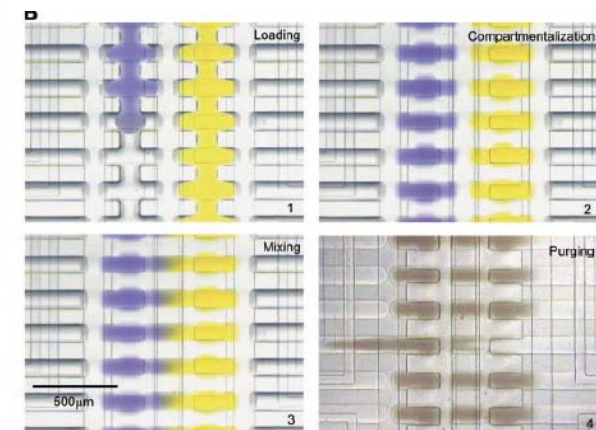 B
Loading
1
Compartmentalization
2
Mixing
500μm
3
Purging
4